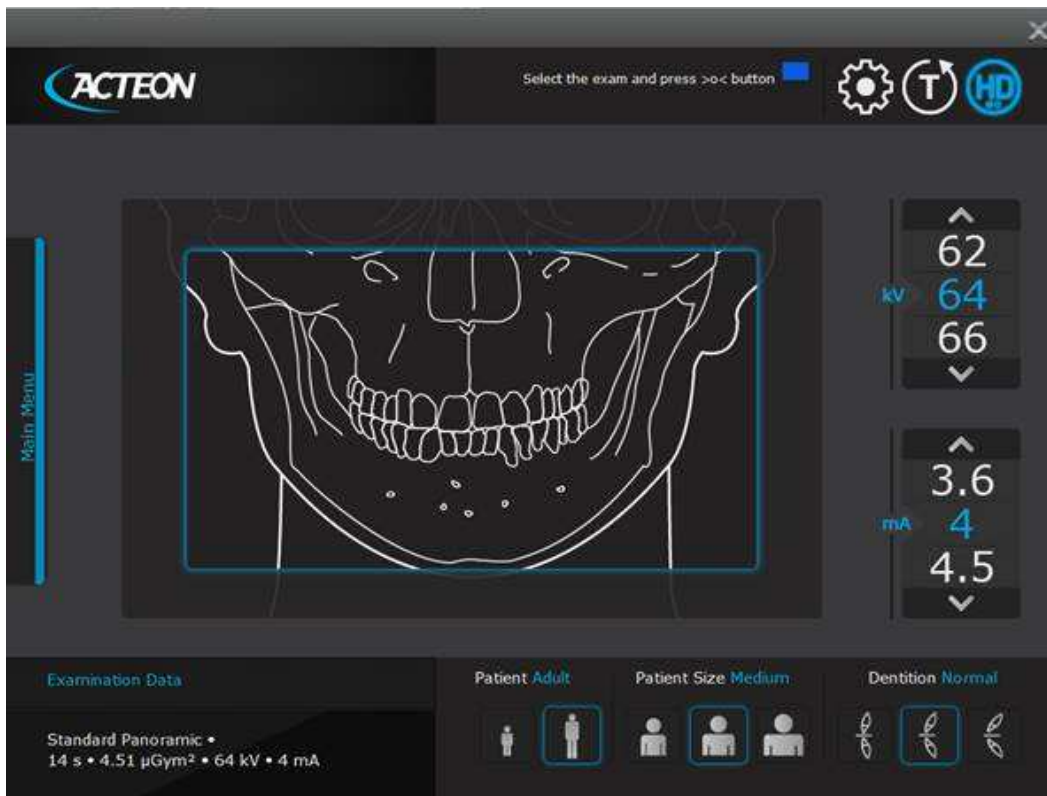 ACTEON
Select the exam and press >o< button
T
HD
Main Menu
62
kV 64
66
3.6
mA 4
4.5
Examination Data
Patient Adult
Patient Size Medium
Dentition Normal
Standard Panoramic •
14 s • 4.51 µGym² • 64 kV • 4 mA